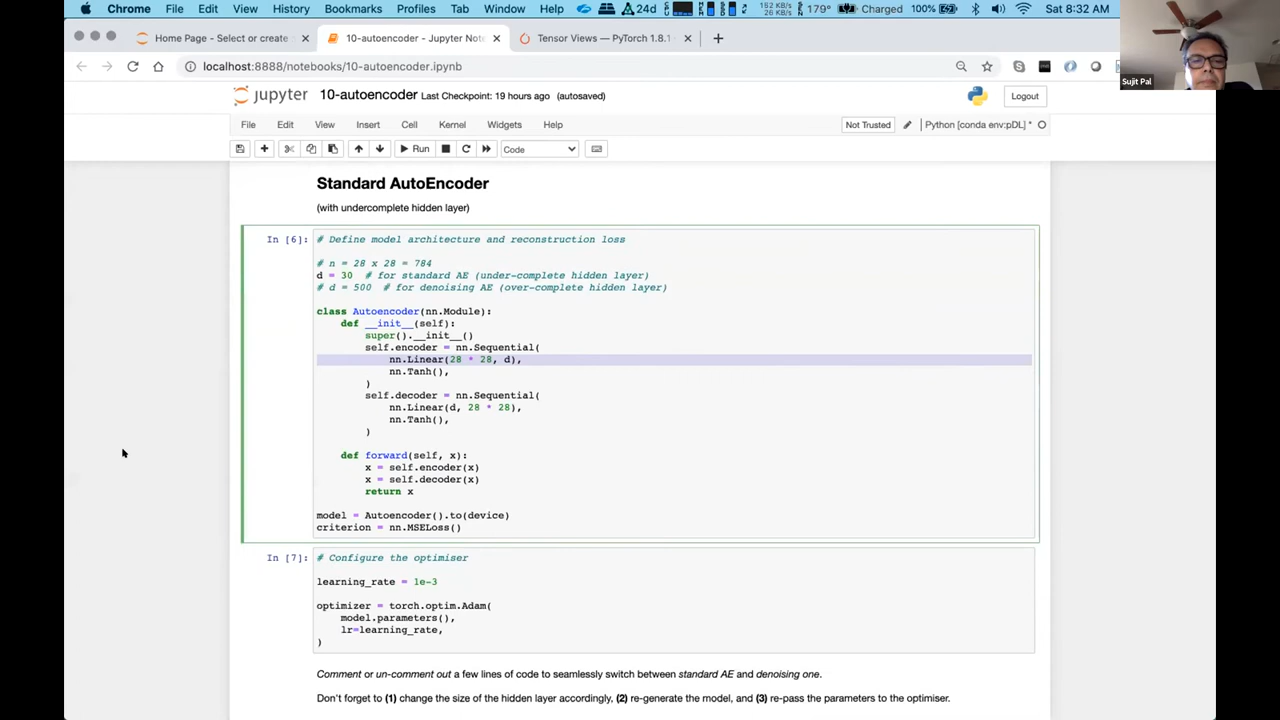 Chrome File Edit View History Bookmarks Profiles Tab Window Help 24d 152 KB/s 26 KB/s 179° Charged 100% Sat 8:32 AM
Home Page - Select or create
10-autoencoder - Jupyter Not
Tensor Views — PyTorch 1.8.1
localhost:8888/notebooks/10-autoencoder.ipynb
Sujit Pal
jupyter 10-autoencoder Last Checkpoint: 19 hours ago (autosaved)
Logout
File Edit View Insert Cell Kernel Widgets Help
Not Trusted
Python [conda env:pDL] *
Run
Code
Standard AutoEncoder
(with undercomplete hidden layer)
In [6]: # Define model architecture and reconstruction loss
# n = 28 x 28 = 784
d = 30 # for standard AE (under-complete hidden layer)
# d = 500 # for denoising AE (over-complete hidden layer)
class Autoencoder(nn.Module):
def __init__(self):
super().__init__()
self.encoder = nn.Sequential(
nn.Linear(28 * 28, d),
nn.Tanh(),
)
self.decoder = nn.Sequential(
nn.Linear(d, 28 * 28),
nn.Tanh(),
)
def forward(self, x):
x = self.encoder(x)
x = self.decoder(x)
return x
model = Autoencoder().to(device)
criterion = nn.MSELoss()
In [7]: # Configure the optimiser
learning_rate = 1e-3
optimizer = torch.optim.Adam(
model.parameters(),
lr=learning_rate,
)
Comment or un-comment out a few lines of code to seamlessly switch between standard AE and denoising one.
Don't forget to (1) change the size of the hidden layer accordingly, (2) re-generate the model, and (3) re-pass the parameters to the optimiser.